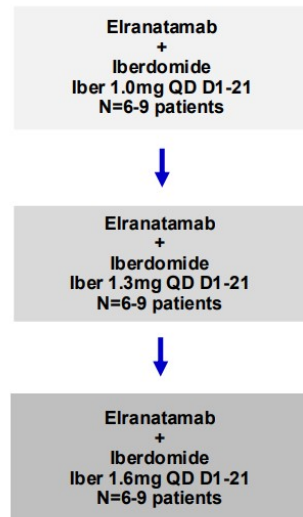 Elranatamab
+
Iberdomide
Iber 1.0mg QD D1-21
N=6-9 patients
Elranatamab
+
Iberdomide
Iber 1.3mg QD D1-21
N=6-9 patients
Elranatamab
+
Iberdomide
Iber 1.6mg QD D1-21
N=6-9 patients